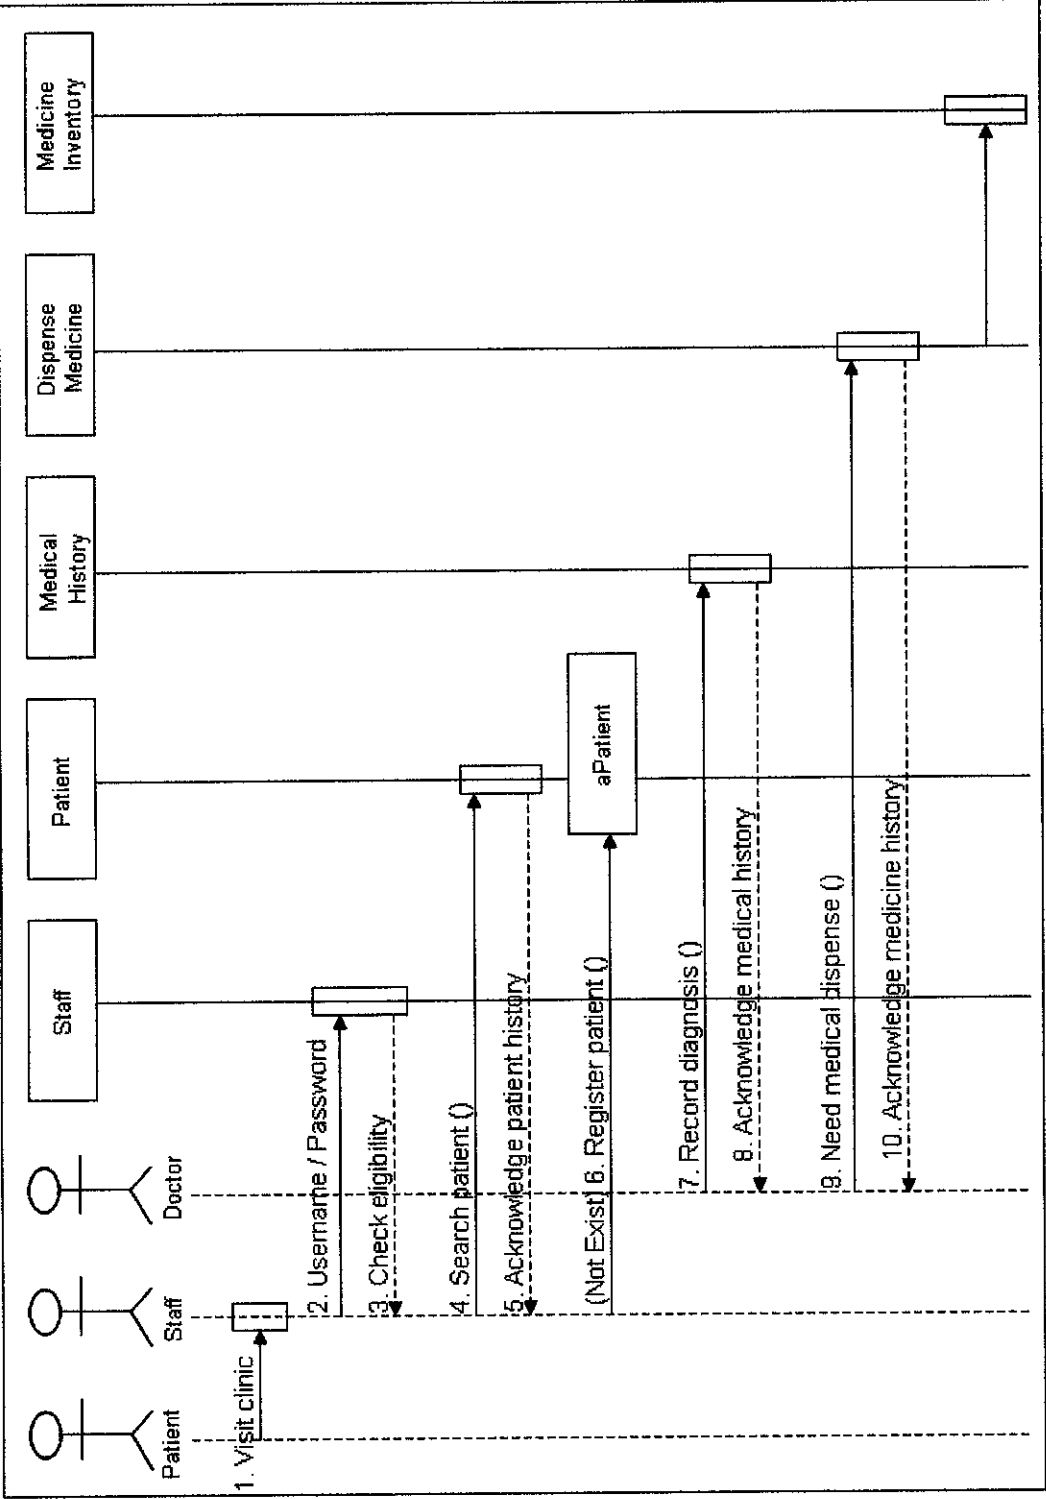 Patient
Staff
Doctor
Staff
Patient
Medical
History
Dispense
Medicine
Medicine
Inventory
1. Visit clinic
2. Username / Password
3. Check eligibility
4. Search patient ()
5. Acknowledge patient history
(Not Exist) 6. Register patient ()
aPatient
7. Record diagnosis ()
8. Acknowledge medical history
9. Need medical dispense ()
10. Acknowledge medicine history